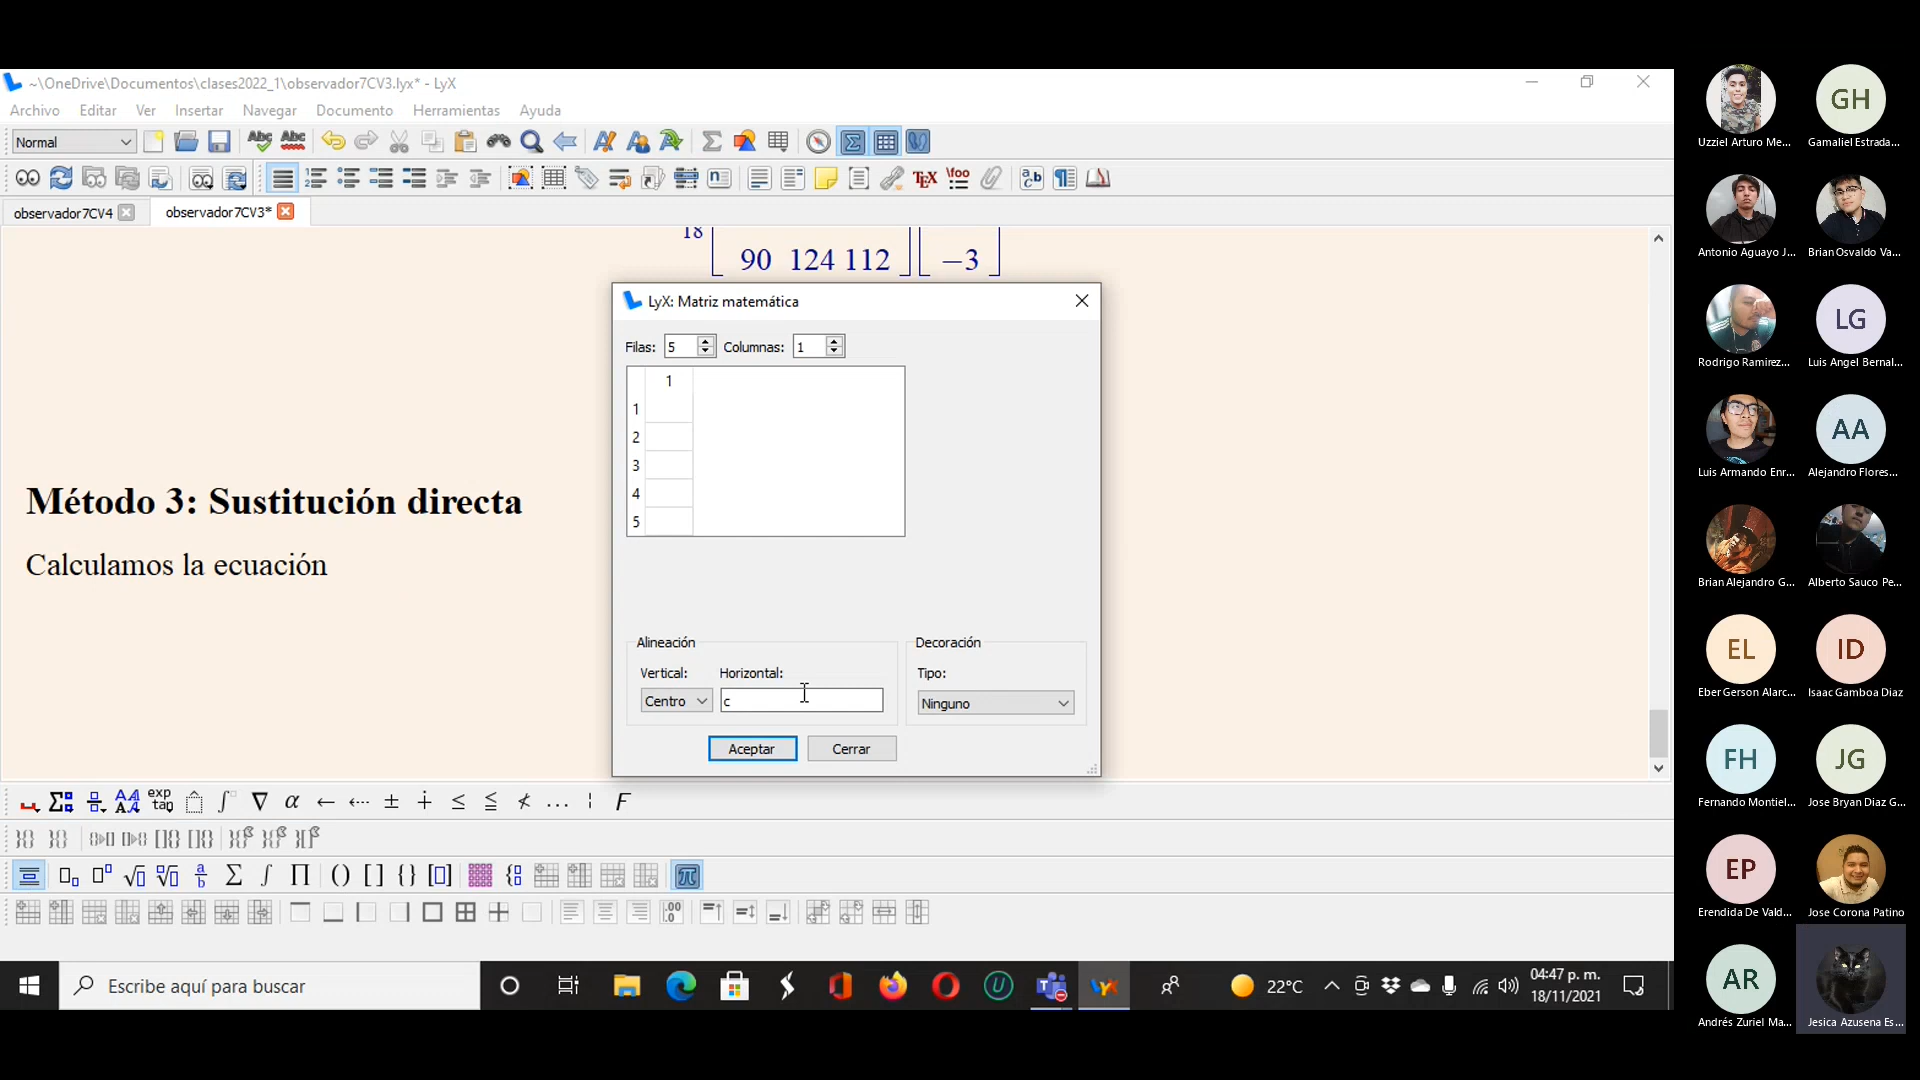 ~\OneDrive\Documentos\clases2022_1\observador7CV3.lyx* - LyX
Archivo Editar Ver Insertar Navegar Documento Herramientas Ayuda
Normal
observador7CV4 observador7CV3*
18
90 124 112 −3
LyX: Matriz matemática
Filas: 5 Columnas: 1
1
1
2
3
4
5
Alineación
Vertical: Horizontal:
Centro c
Decoración
Tipo:
Ninguno
Aceptar Cerrar
Método 3: Sustitución directa
Calculamos la ecuación
Escribe aquí para buscar
22°C
04:47 p. m.
18/11/2021
Uzziel Arturo Me...
GH
Gamaliel Estrada...
Antonio Aguayo J...
Brian Osvaldo Va...
Rodrigo Ramirez...
LG
Luis Angel Bernal...
Luis Armando Enr...
AA
Alejandro Flores...
Brian Alejandro G...
Alberto Sauco Pe...
EL
Eber Gerson Alarc...
ID
Isaac Gamboa Diaz
FH
Fernando Montiel...
JG
Jose Bryan Diaz G...
EP
Erendida De Vald...
Jose Corona Patino
AR
Andrés Zuriel Ma...
Jesica Azusena Es...